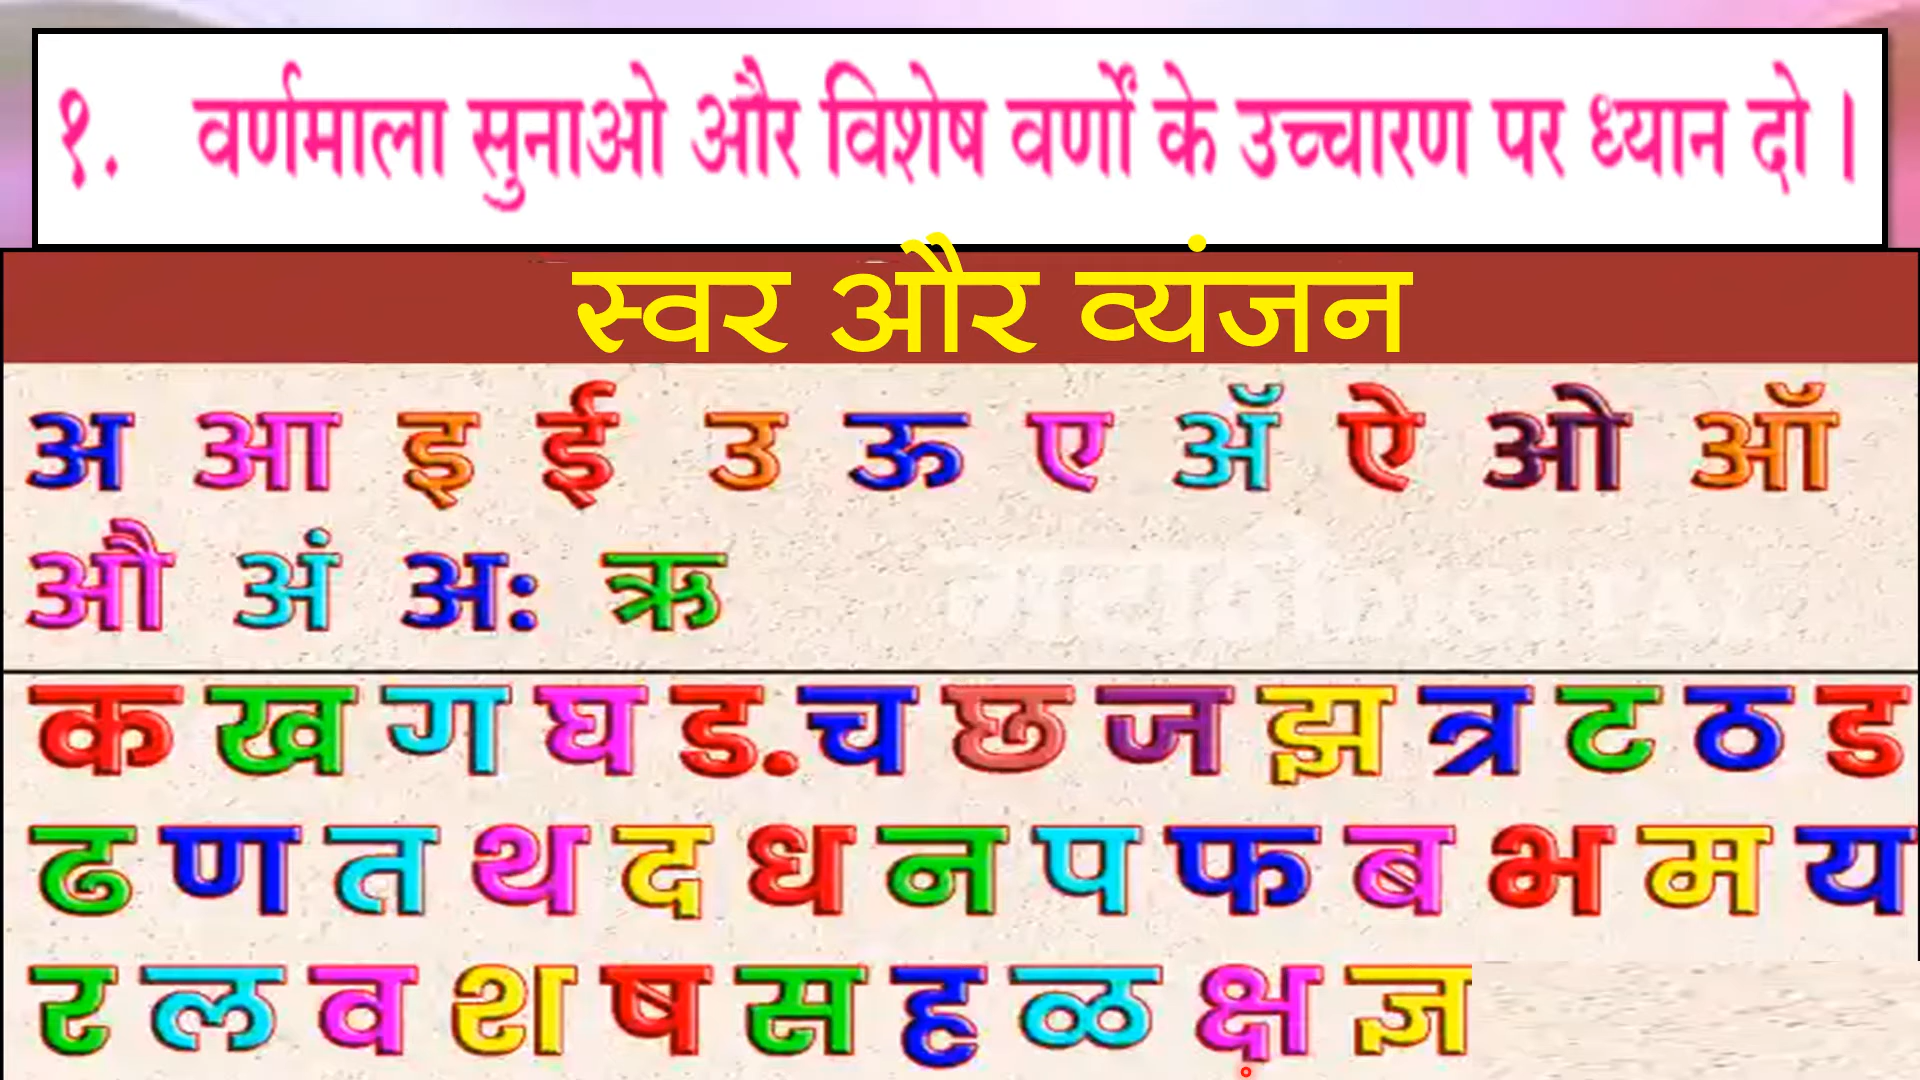 १. वर्णमाला सुनाओ और विशेष वर्णों के उच्चारण पर ध्यान दो ।
स्वर और व्यंजन
अ आ इ ई उ ऊ ए ॲ ऐ ओ ऑ
औ अं अः ऋ
क ख ग घ ड. च छ ज झ त्र ट ठ ड
ढ ण त थ द ध न प फ ब भ म य
र ल व श ष स ह ळ क्ष ज्ञ